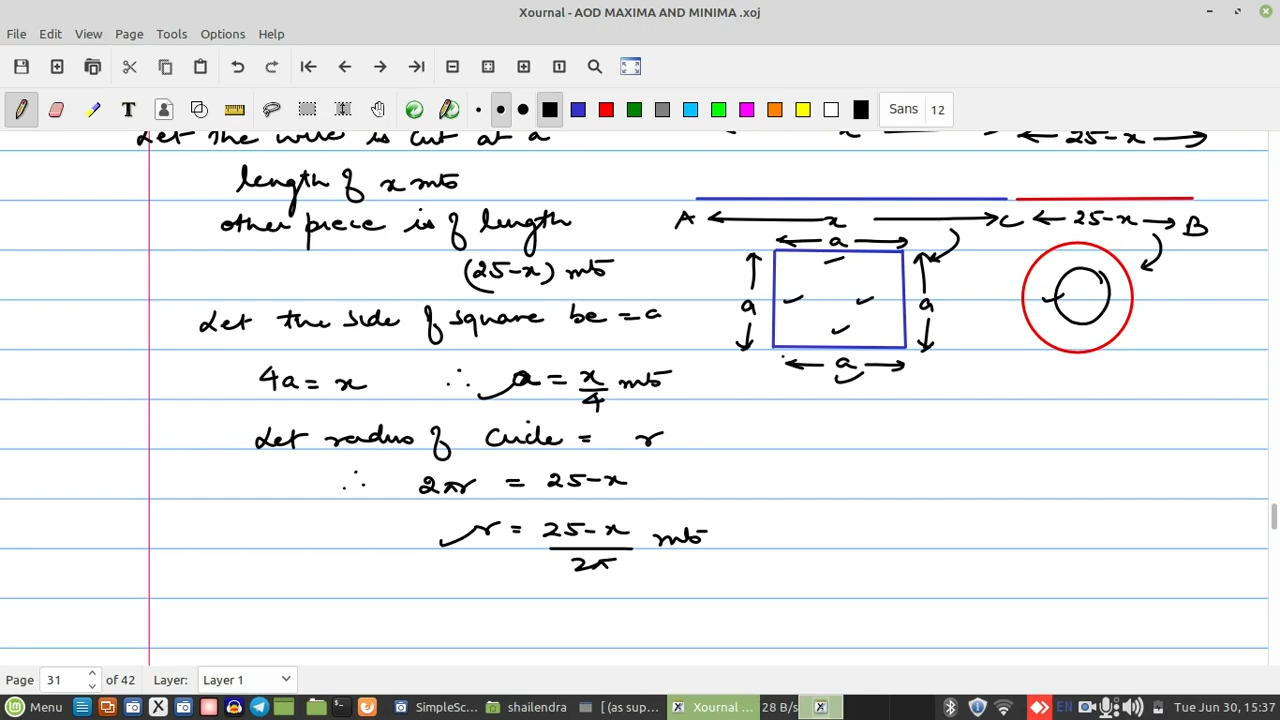 Xournal - AOD MAXIMA AND MINIMA .xoj
File Edit View Page Tools Options Help
Sans 12
Let the wire is cut at a
length of x mts
other piece is of length
(25-x) mts
Let the side of square be = a
4a = x ∴ a = x/4 mts
Let radius of circle = r
∴ 2πr = 25-x
r = 25-x/2π mts
x 25-x
A x C 25-x B
a
a a
a
Page 31 of 42 Layer Layer 1
Menu SimpleSc... shailendra [ (as sup... Xournal ... 28 B/s EN Tue Jun 30, 15:37